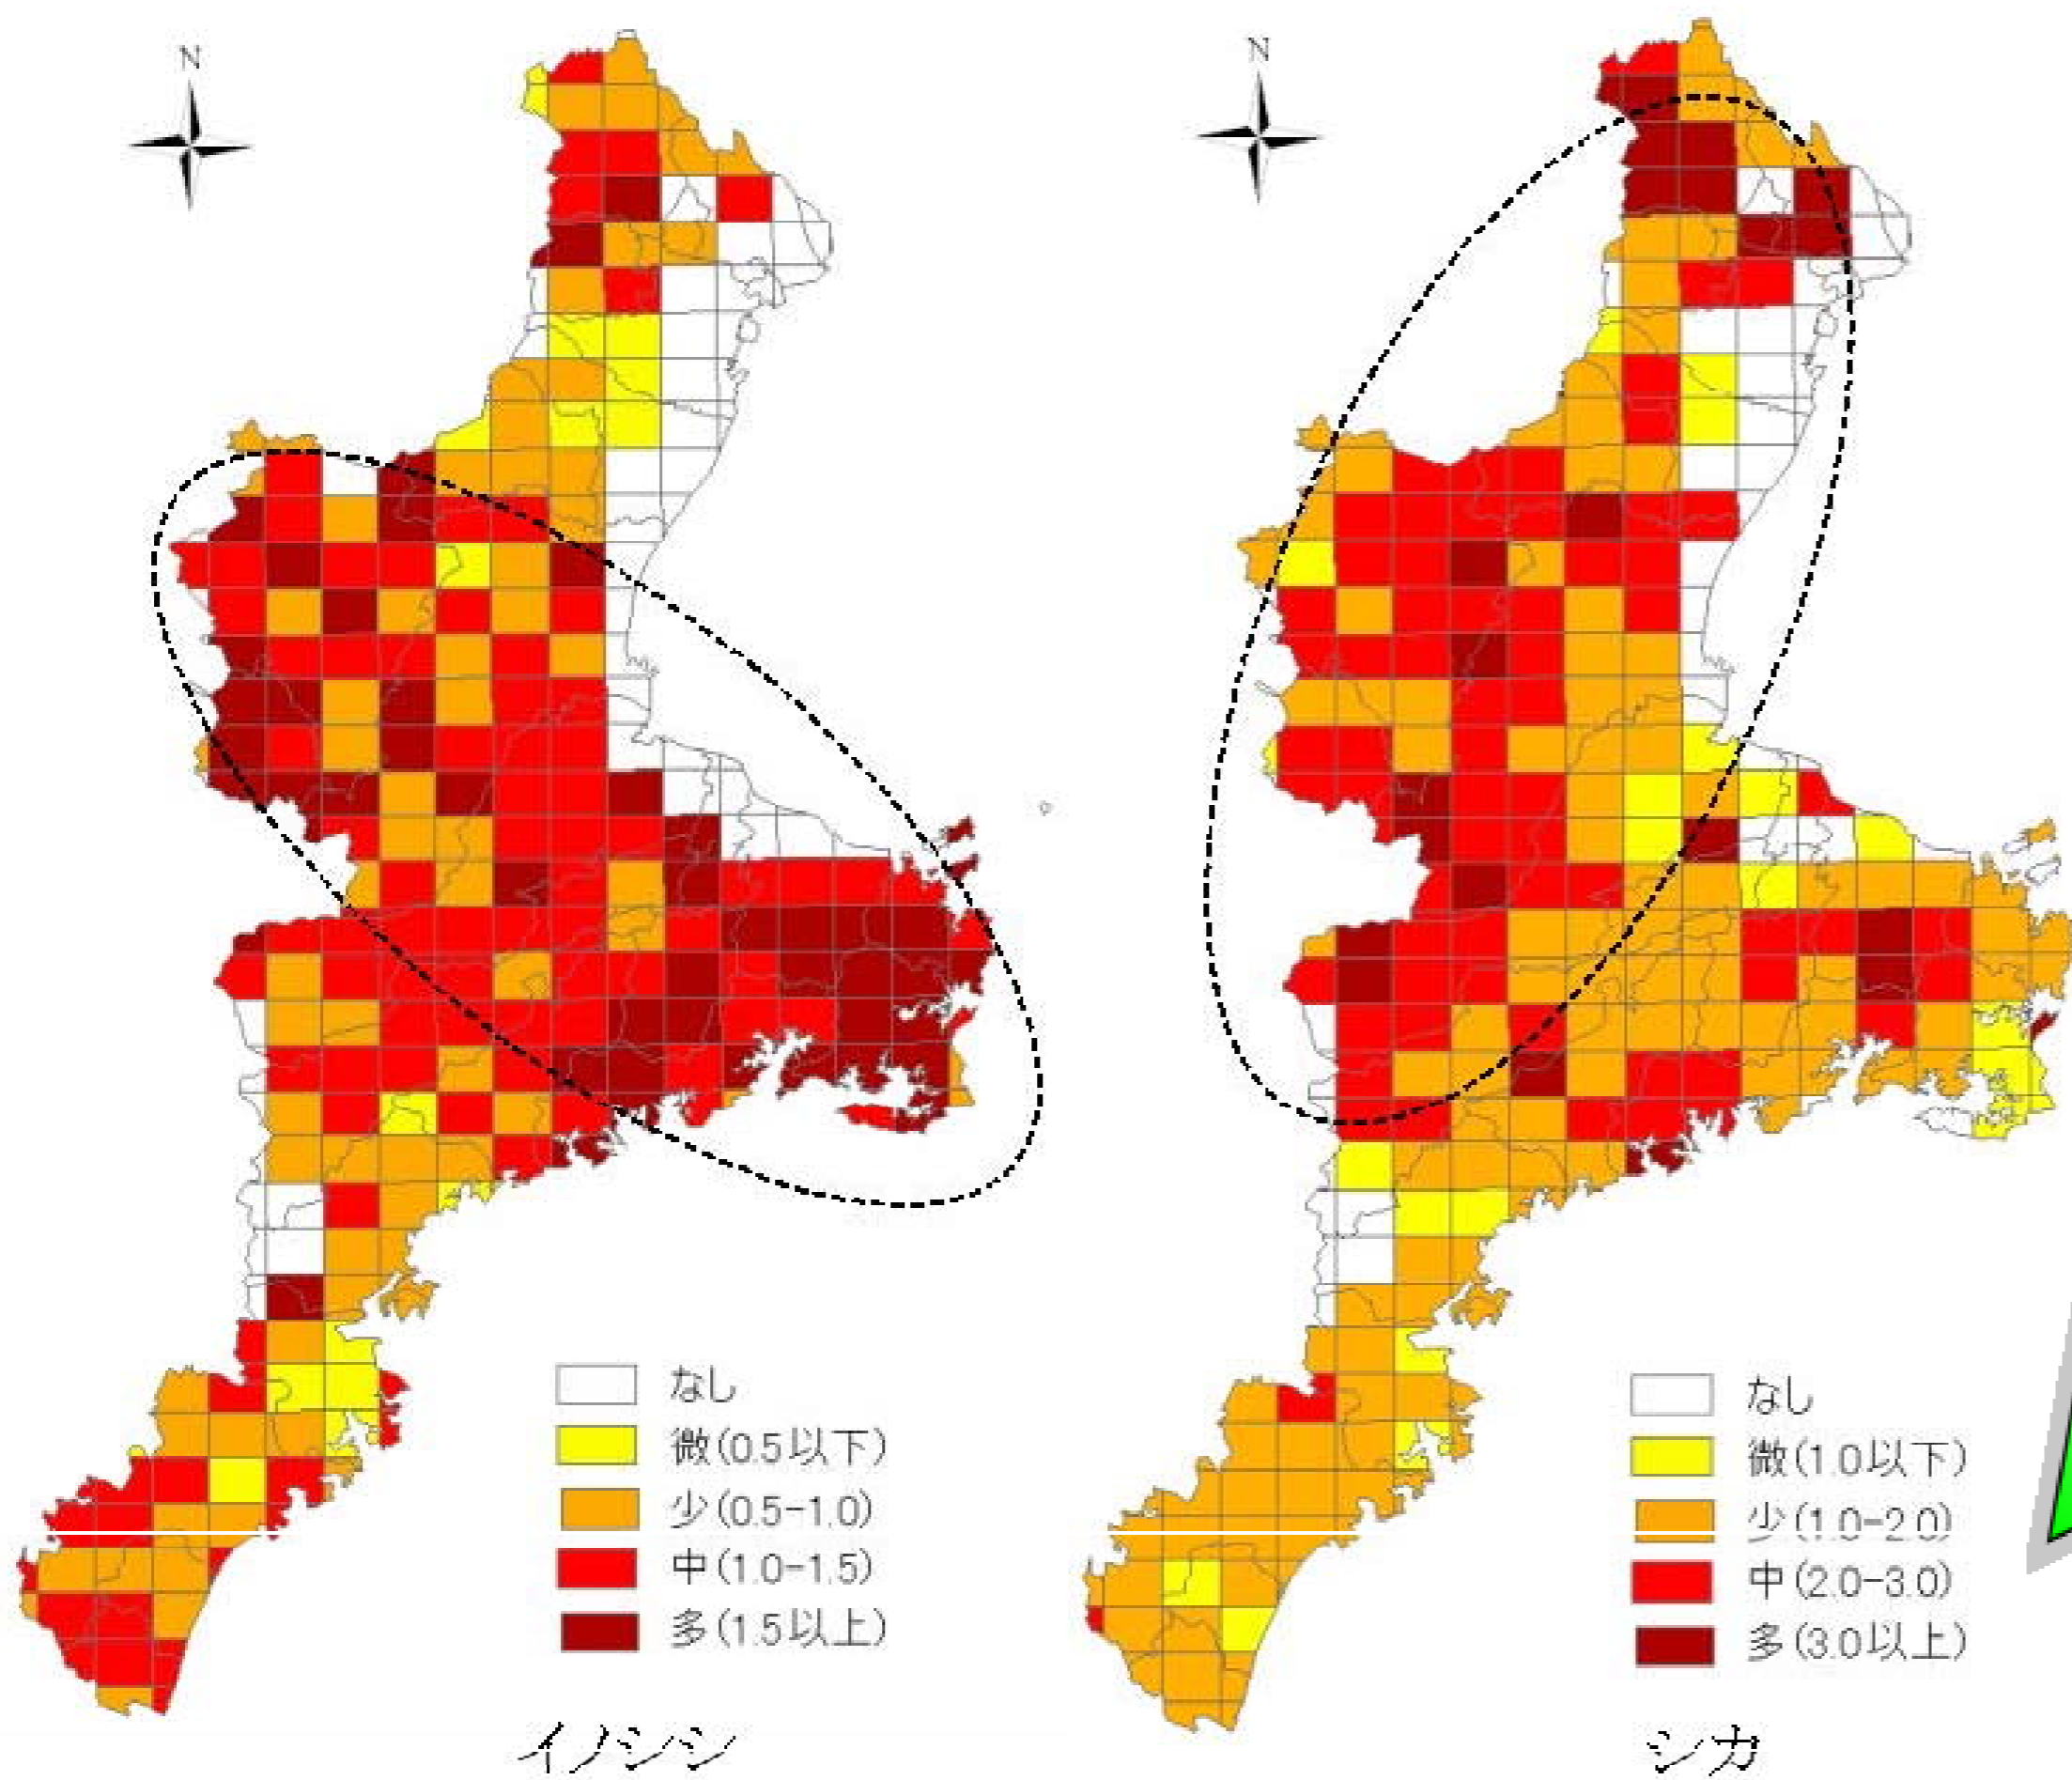 N
なし
微(0.5以下)
少(0.5-1.0)
中(1.0-1.5)
多(1.5以上)
イノシシ
N
なし
微(1.0以下)
少(1.0-2.0)
中(2.0-3.0)
多(3.0以上)
シカ